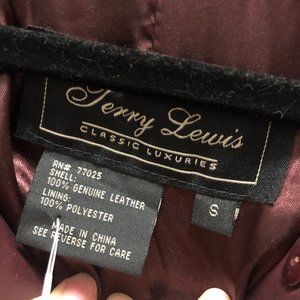 Terry Lewis
CLASSIC LUXURIES
RN# 77025
SHELL:
100% GENUINE LEATHER
LINING:
100% POLYESTER
MADE IN CHINA
SEE REVERSE FOR CARE
S